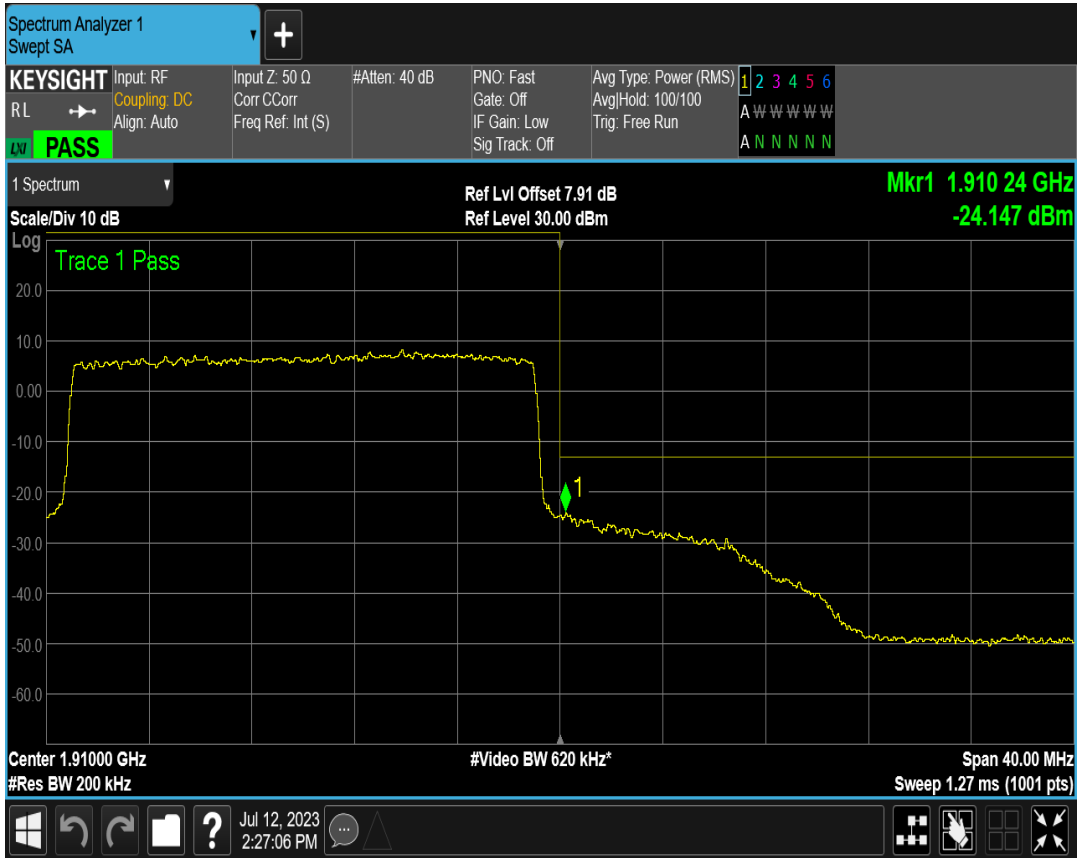 Spectrum Analyzer 1
Swept SA
+
KEYSIGHT
RL
LXI PASS
Input: RF
Coupling: DC
Align: Auto
Input Z: 50 Ω
Corr CCorr
Freq Ref: Int (S)
#Atten: 40 dB
PNO: Fast
Gate: Off
IF Gain: Low
Sig Track: Off
Avg Type: Power (RMS)
Avg|Hold: 100/100
Trig: Free Run
1 2 3 4 5 6
A W W W W W
A N N N N N
1 Spectrum
Scale/Div 10 dB
Ref Lvl Offset 7.91 dB
Ref Level 30.00 dBm
Mkr1 1.910 24 GHz
-24.147 dBm
Log
Trace 1 Pass
20.0
10.0
0.00
-10.0
1
-20.0
-30.0
-40.0
-50.0
-60.0
Center 1.91000 GHz
#Res BW 200 kHz
#Video BW 620 kHz*
Span 40.00 MHz
Sweep 1.27 ms (1001 pts)
?
Jul 12, 2023
2:27:06 PM